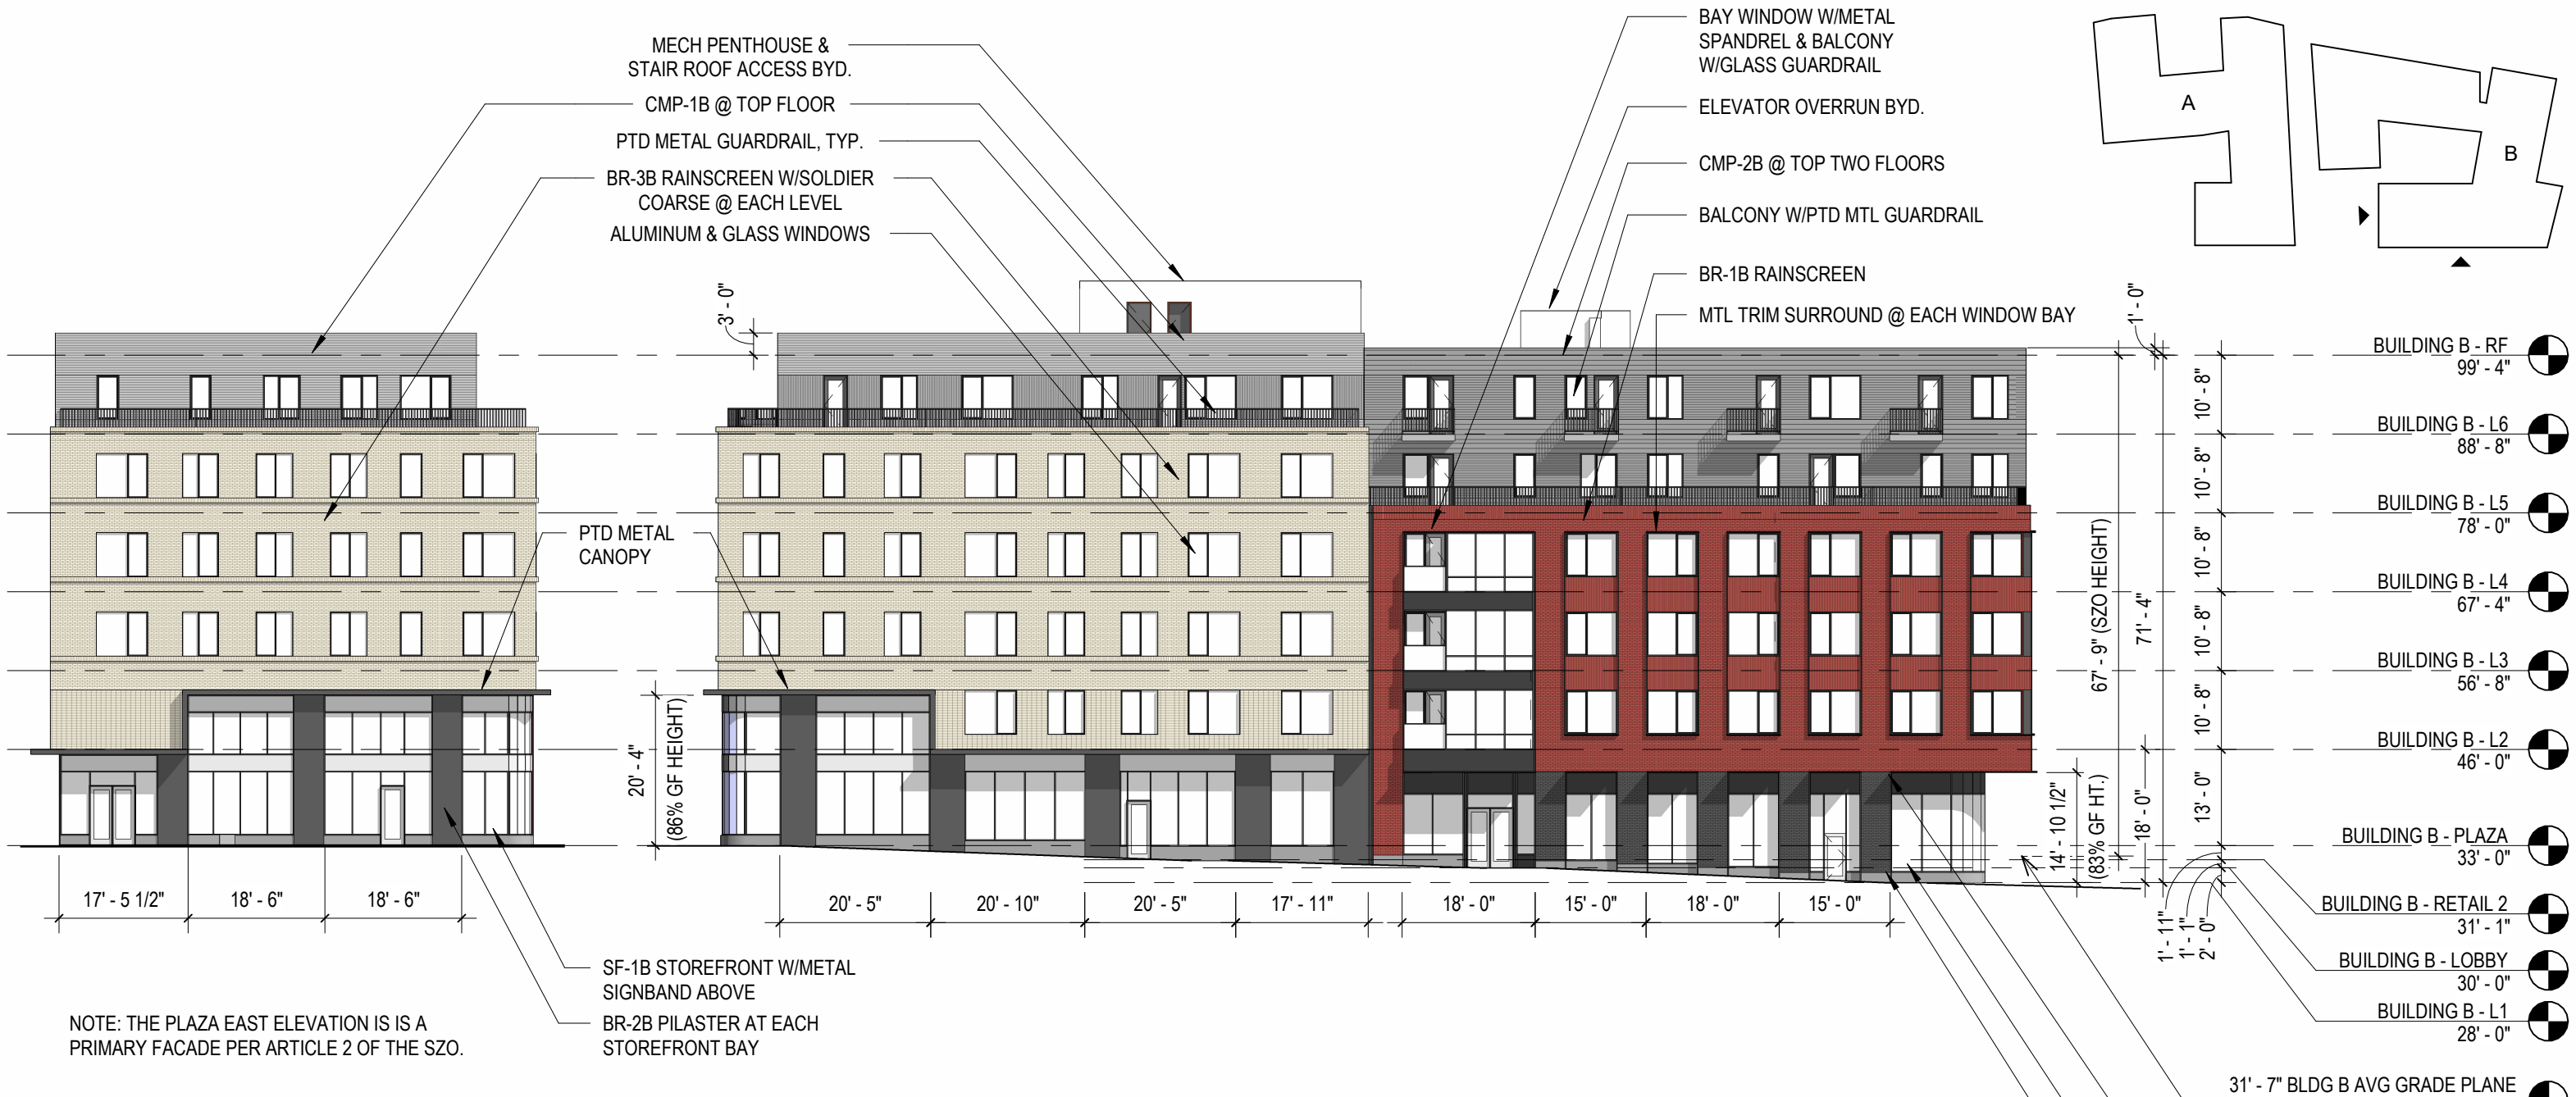 MECH PENTHOUSE &
STAIR ROOF ACCESS BYD.
CMP-1B @ TOP FLOOR
PTD METAL GUARDRAIL, TYP.
BR-3B RAINSCREEN W/SOLDIER
COARSE @ EACH LEVEL
ALUMINUM & GLASS WINDOWS
PTD METAL
CANOPY
BAY WINDOW W/METAL
SPANDREL & BALCONY
W/GLASS GUARDRAIL
ELEVATOR OVERRUN BYD.
CMP-2B @ TOP TWO FLOORS
BALCONY W/PTD MTL GUARDRAIL
BR-1B RAINSCREEN
MTL TRIM SURROUND @ EACH WINDOW BAY
A
B
3' - 0"
1' - 0"
20' - 4"
(86% GF HEIGHT)
67' - 9" (SZO HEIGHT)
71' - 4"
14' - 10 1/2"
(83% GF HT.)
18' - 0"
10' - 8"
10' - 8"
10' - 8"
10' - 8"
10' - 8"
13' - 0"
1' - 11"
1' - 1"
2' - 0"
BUILDING B - RF
99' - 4"
BUILDING B - L6
88' - 8"
BUILDING B - L5
78' - 0"
BUILDING B - L4
67' - 4"
BUILDING B - L3
56' - 8"
BUILDING B - L2
46' - 0"
BUILDING B - PLAZA
33' - 0"
BUILDING B - RETAIL 2
31' - 1"
BUILDING B - LOBBY
30' - 0"
BUILDING B - L1
28' - 0"
31' - 7" BLDG B AVG GRADE PLANE
17' - 5 1/2"
18' - 6"
18' - 6"
20' - 5"
20' - 10"
20' - 5"
17' - 11"
18' - 0"
15' - 0"
18' - 0"
15' - 0"
SF-1B STOREFRONT W/METAL
SIGNBAND ABOVE
BR-2B PILASTER AT EACH
STOREFRONT BAY
NOTE: THE PLAZA EAST ELEVATION IS IS A
PRIMARY FACADE PER ARTICLE 2 OF THE SZO.